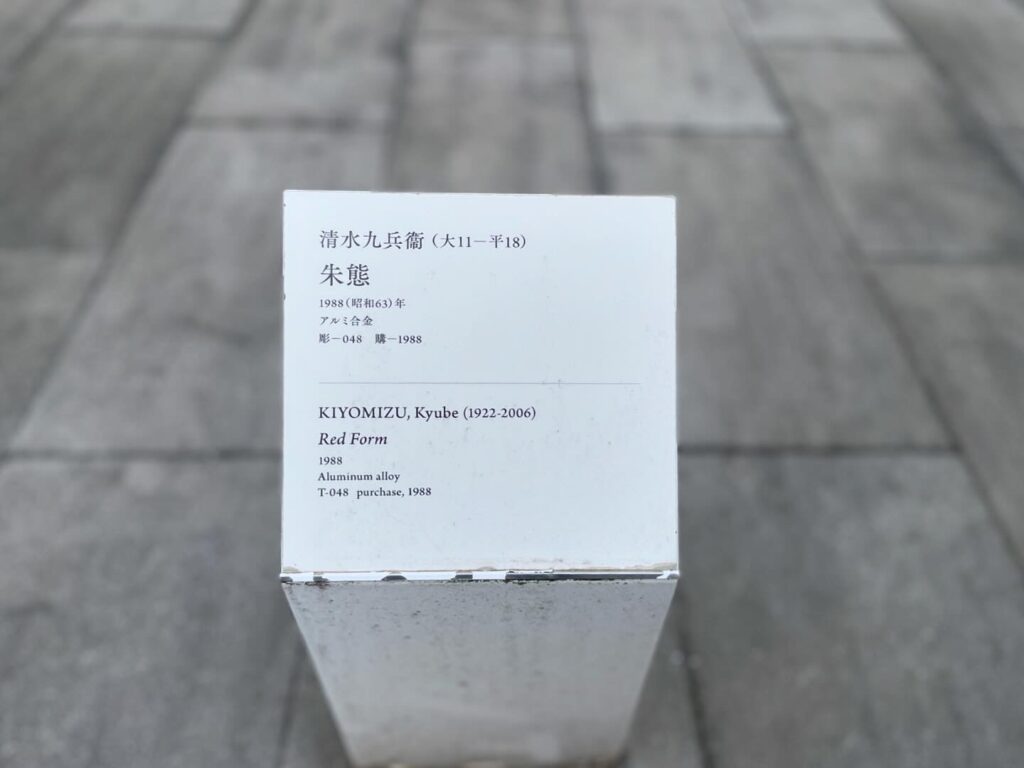 清水九兵衞（大11－平18）
朱態
1988（昭和63）年
アルミ合金
彫－048　購－1988
KIYOMIZU, Kyube (1922-2006)
Red Form
1988
Aluminum alloy
T-048 purchase, 1988